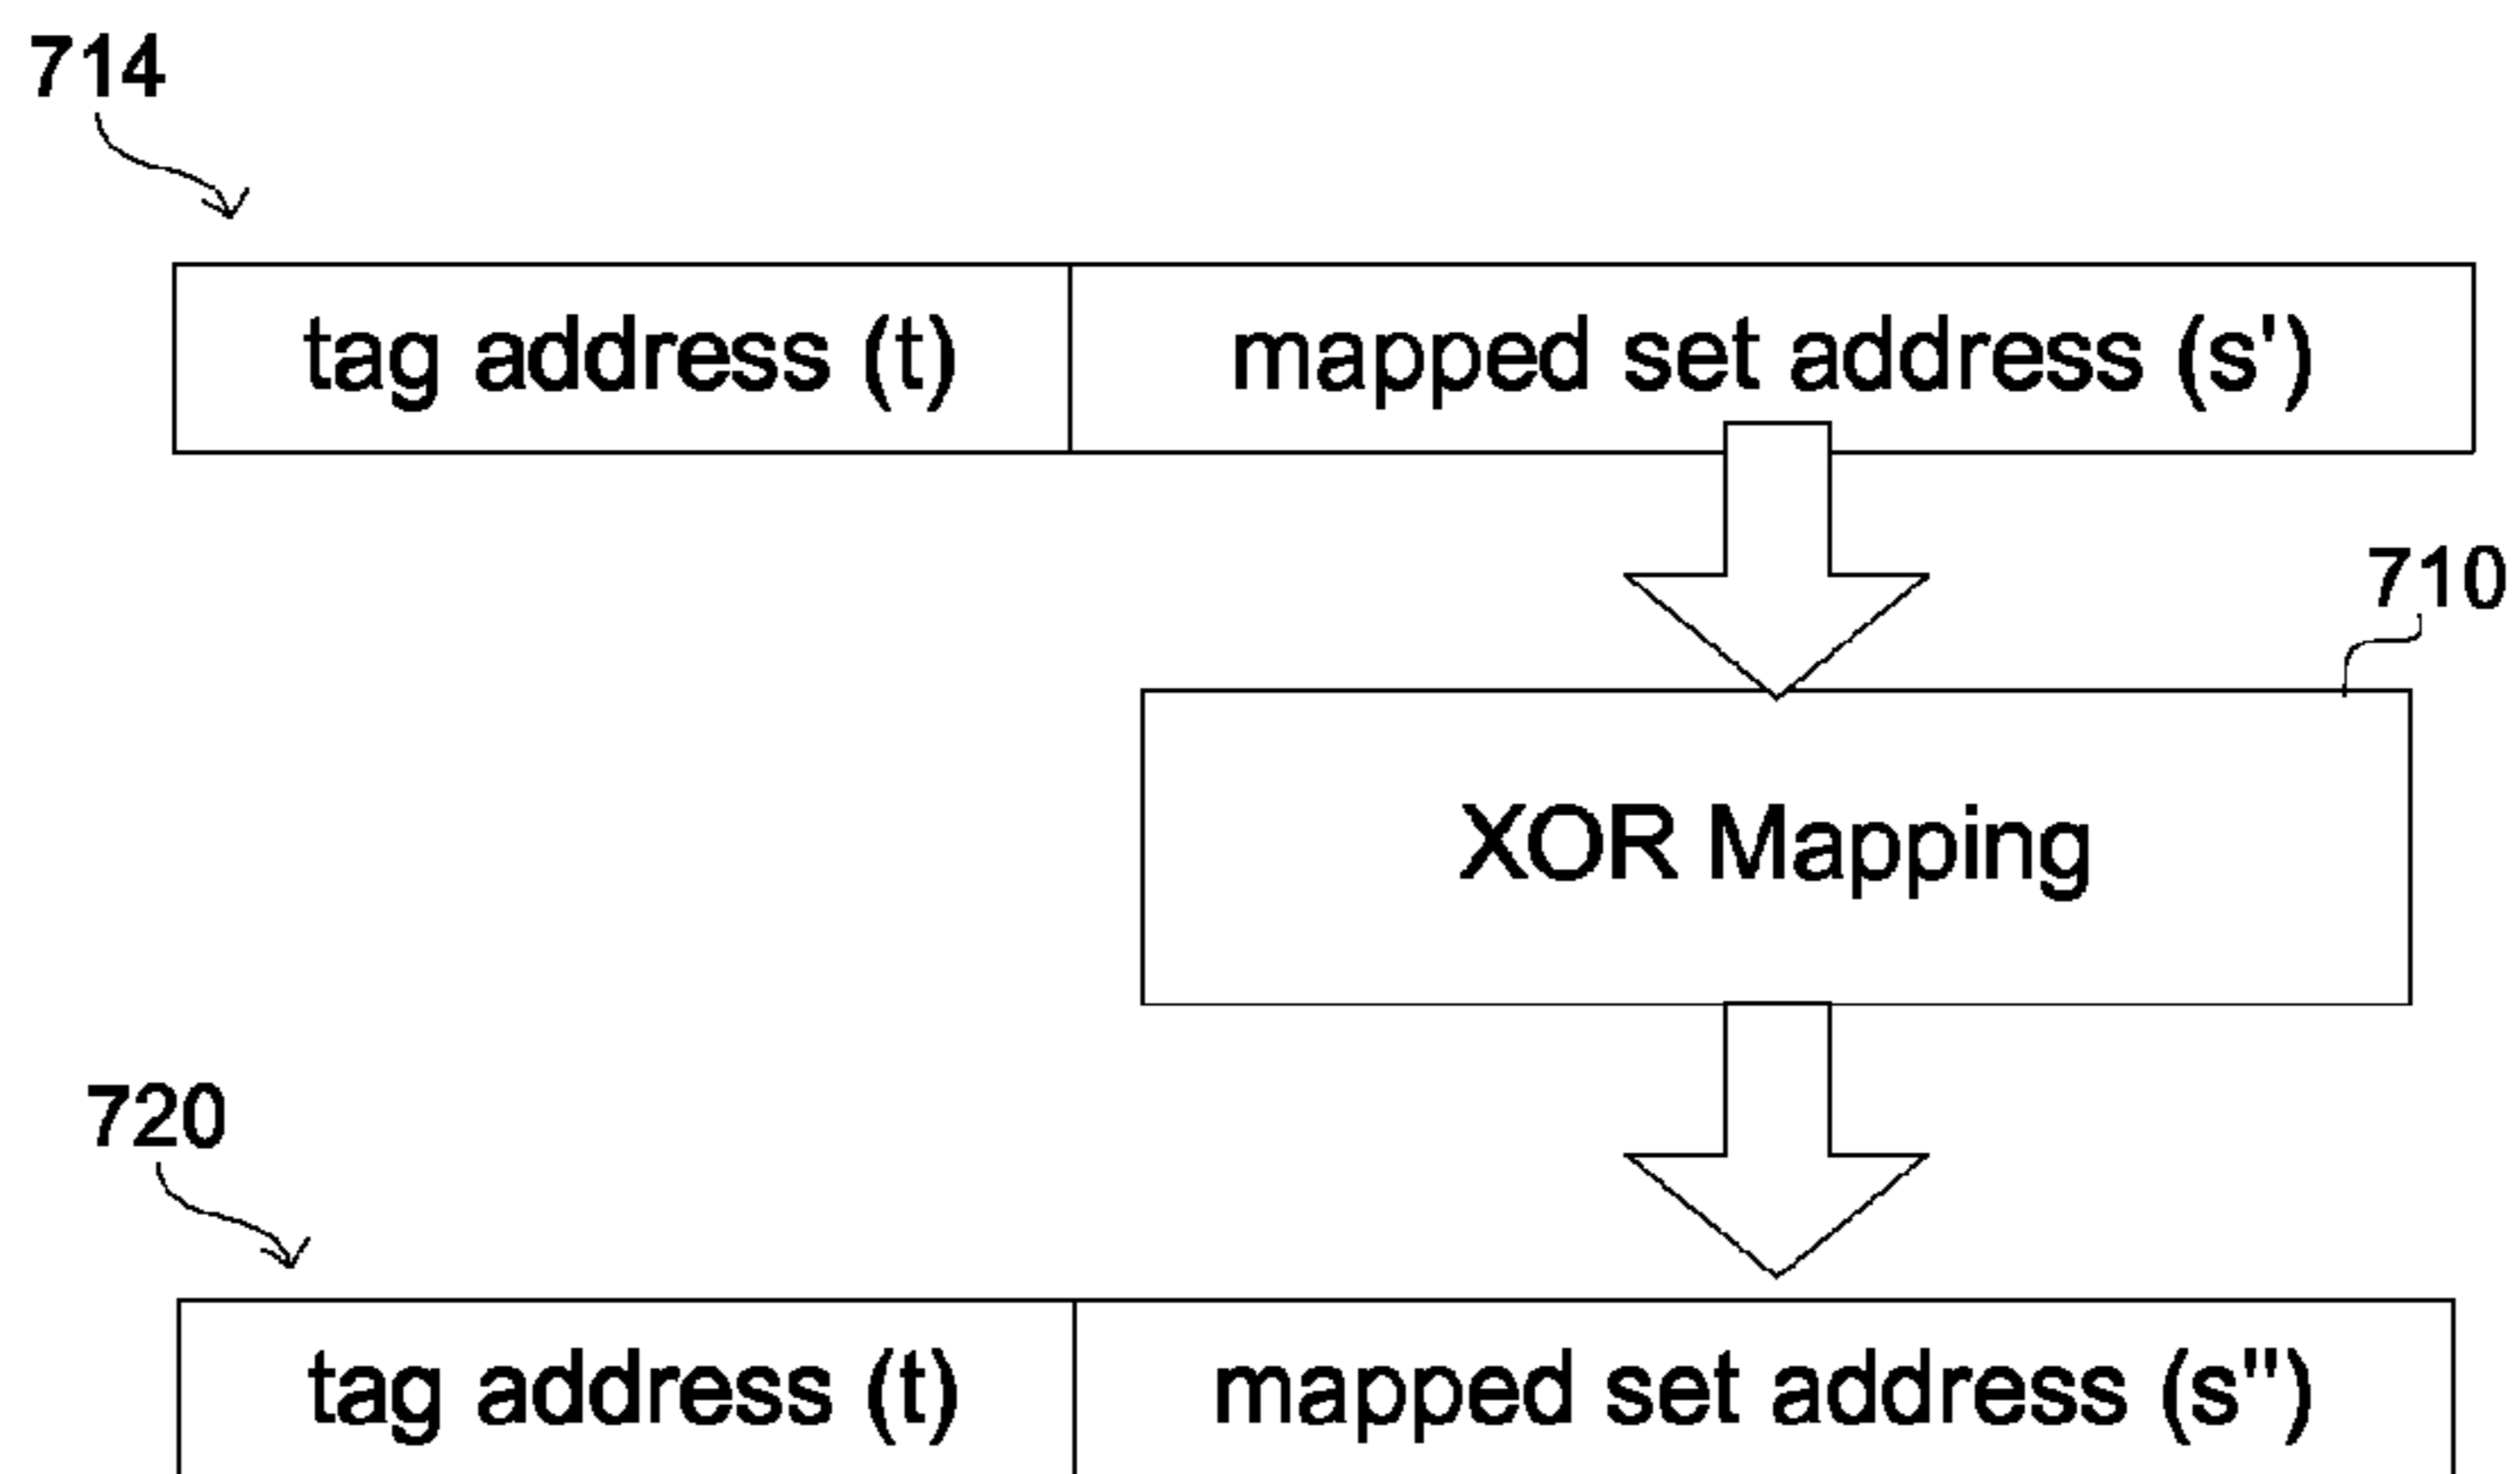 714
tag address (t) mapped set address (s')
710
XOR Mapping
720
tag address (t) mapped set address (s")